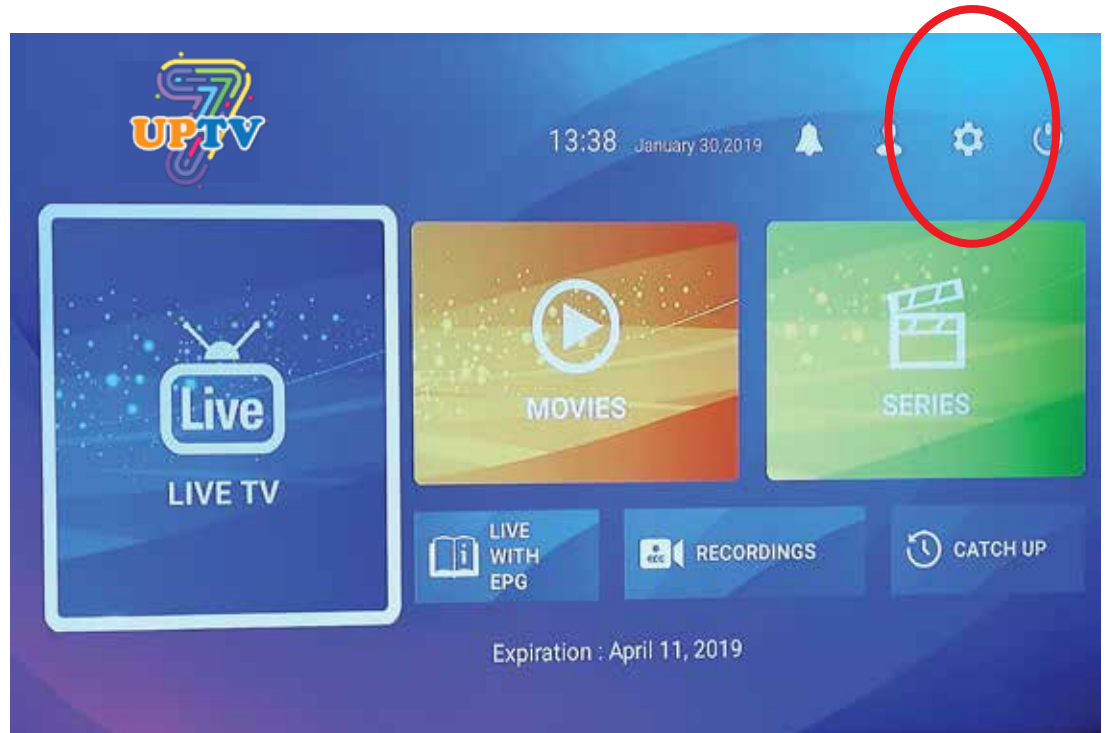 7
UPTV
13:38 January 30,2019
Live
LIVE TV
MOVIES
SERIES
LIVE
WITH
EPG
RECORDINGS
CATCH UP
Expiration : April 11, 2019